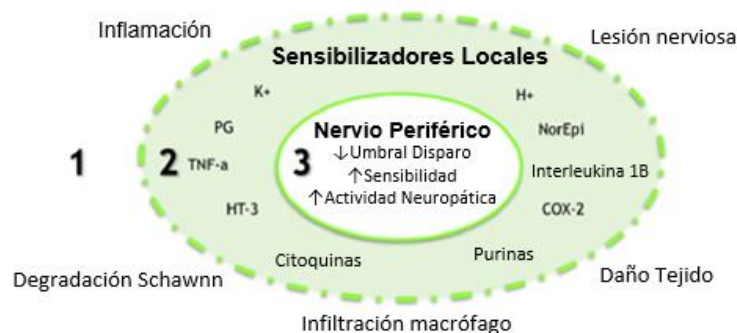 Inflamación
Lesión nerviosa
Sensibilizadores Locales
K+
H+
PG
Nervio Periférico
NorEpi
↓Umbral Disparo
1
2
TNF-a
3
↑Sensibilidad
Interleukina 1B
↑Actividad Neuropática
HT-3
COX-2
Citoquinas
Purinas
Degradación Schawnn
Daño Tejido
Infiltración macrófago